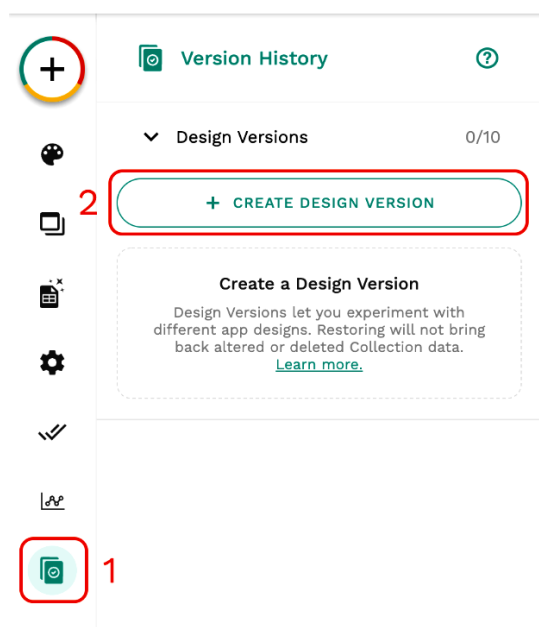 Version History
Design Versions 0/10
2
+ CREATE DESIGN VERSION
Create a Design Version
Design Versions let you experiment with
different app designs. Restoring will not bring
back altered or deleted Collection data.
Learn more.
1